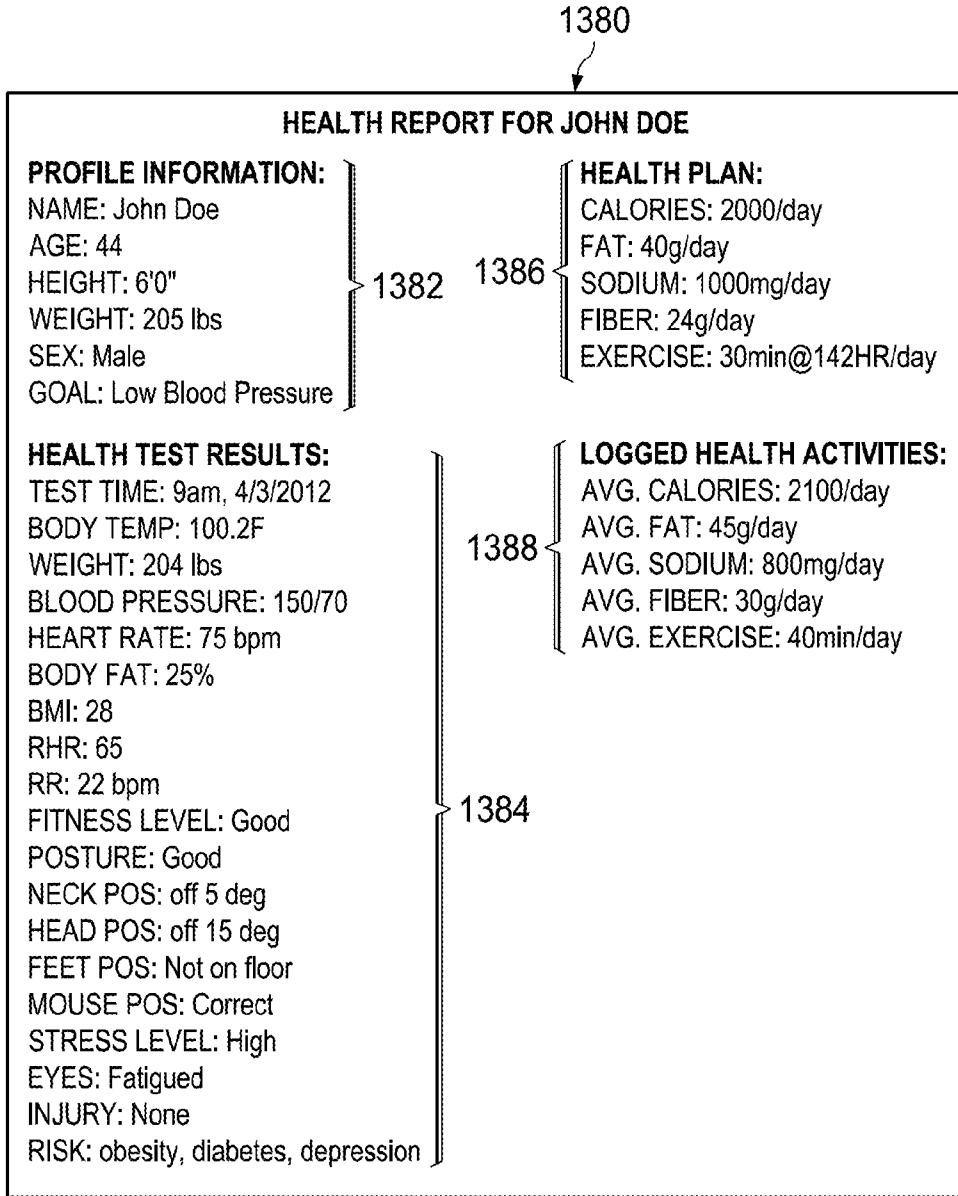 1380
HEALTH REPORT FOR JOHN DOE
PROFILE INFORMATION:
NAME: John Doe
AGE: 44
HEIGHT: 6'0"
WEIGHT: 205 lbs
SEX: Male
GOAL: Low Blood Pressure
1382
1386
HEALTH PLAN:
CALORIES: 2000/day
FAT: 40g/day
SODIUM: 1000mg/day
FIBER: 24g/day
EXERCISE: 30min@142HR/day
HEALTH TEST RESULTS:
TEST TIME: 9am, 4/3/2012
BODY TEMP: 100.2F
WEIGHT: 204 lbs
BLOOD PRESSURE: 150/70
HEART RATE: 75 bpm
BODY FAT: 25%
BMI: 28
RHR: 65
RR: 22 bpm
FITNESS LEVEL: Good
POSTURE: Good
NECK POS: off 5 deg
HEAD POS: off 15 deg
FEET POS: Not on floor
MOUSE POS: Correct
STRESS LEVEL: High
EYES: Fatigued
INJURY: None
RISK: obesity, diabetes, depression
1384
1388
LOGGED HEALTH ACTIVITIES:
AVG. CALORIES: 2100/day
AVG. FAT: 45g/day
AVG. SODIUM: 800mg/day
AVG. FIBER: 30g/day
AVG. EXERCISE: 40min/day